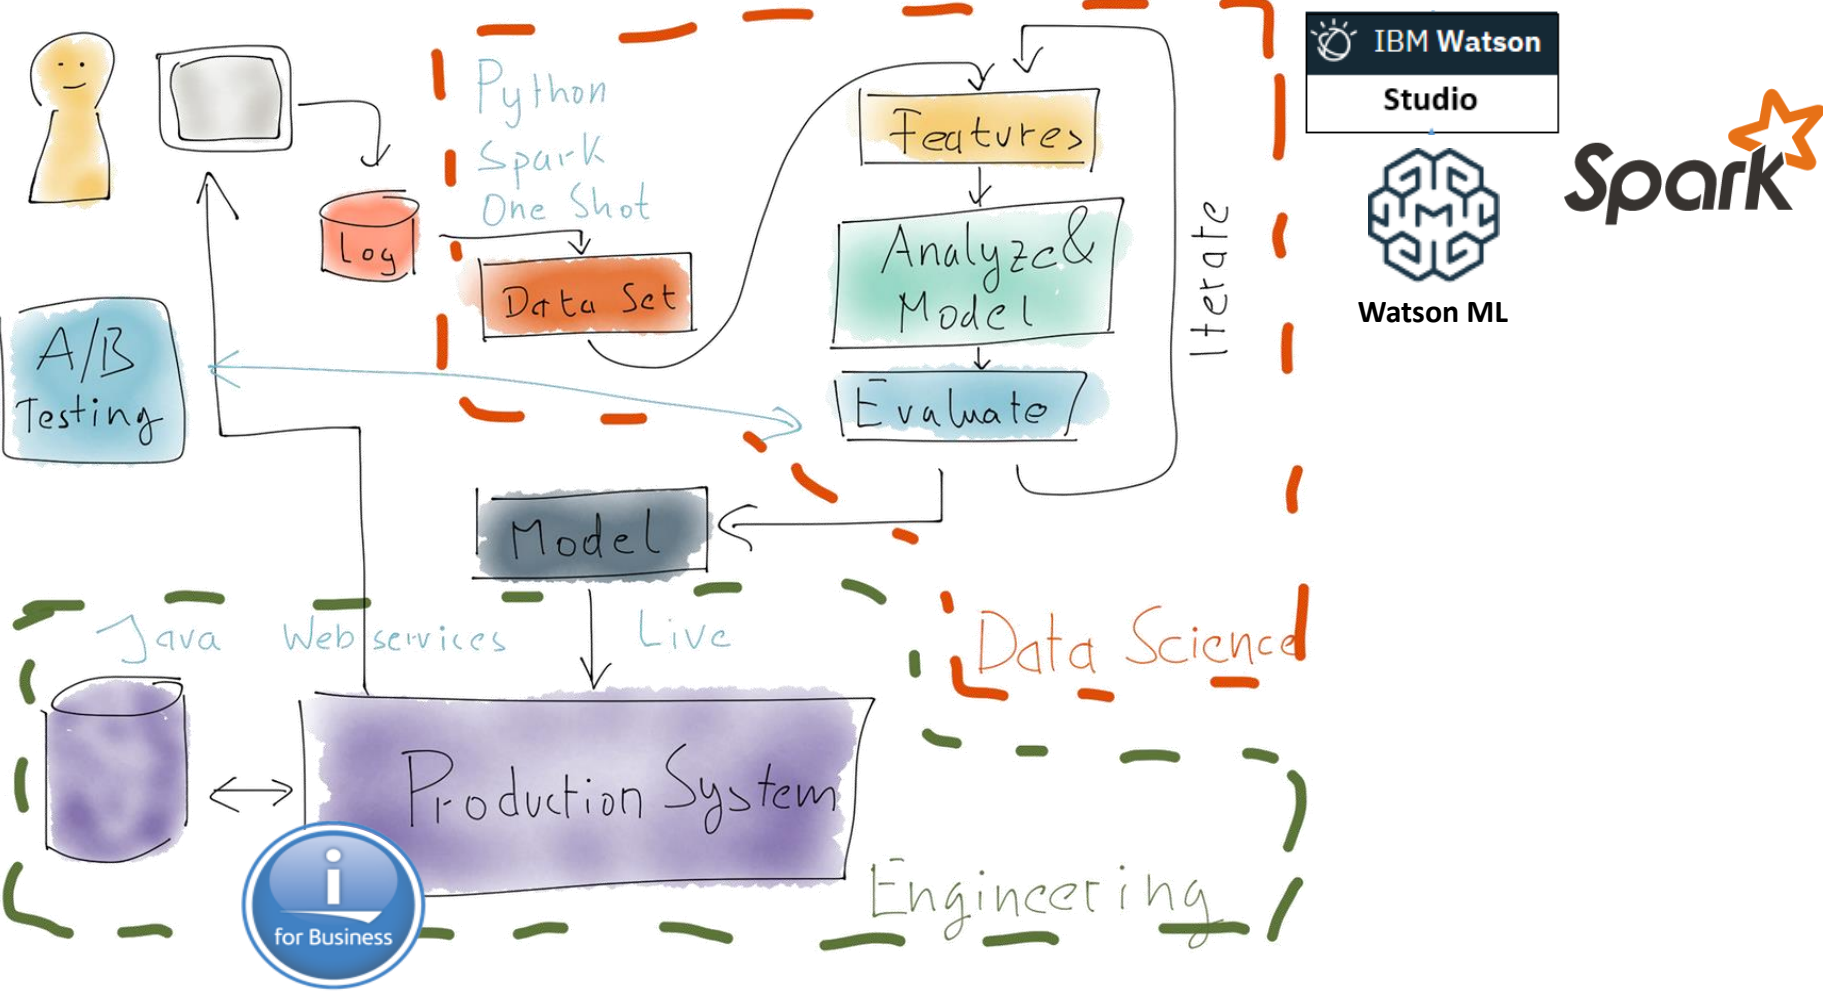 Python
Spark
One Shot
Log
Data Set
Features
Analyze&
Model
Evaluate
Iterate
IBM Watson
Studio
Watson ML
Spark
A/B
Testing
Model
Java Web services Live
Data Science
Production System
Engineering
i
for Business